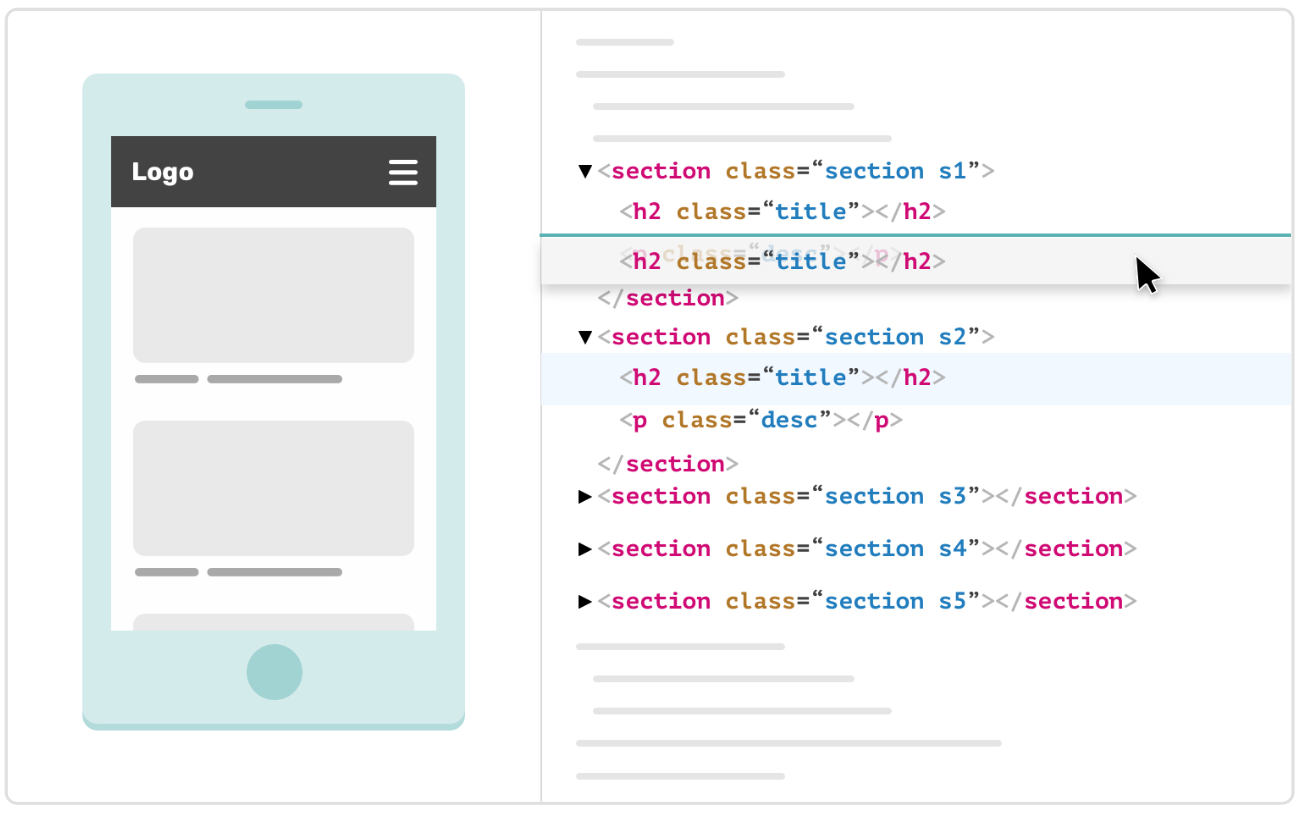 Logo
▼<section class=“section s1”>
<h2 class=“title”></h2>
<p class=“desc”></p>
<h2 class=“title”></h2>
</section>
▼<section class=“section s2”>
<h2 class=“title”></h2>
<p class=“desc”></p>
</section>
▶<section class=“section s3”></section>
▶<section class=“section s4”></section>
▶<section class=“section s5”></section>